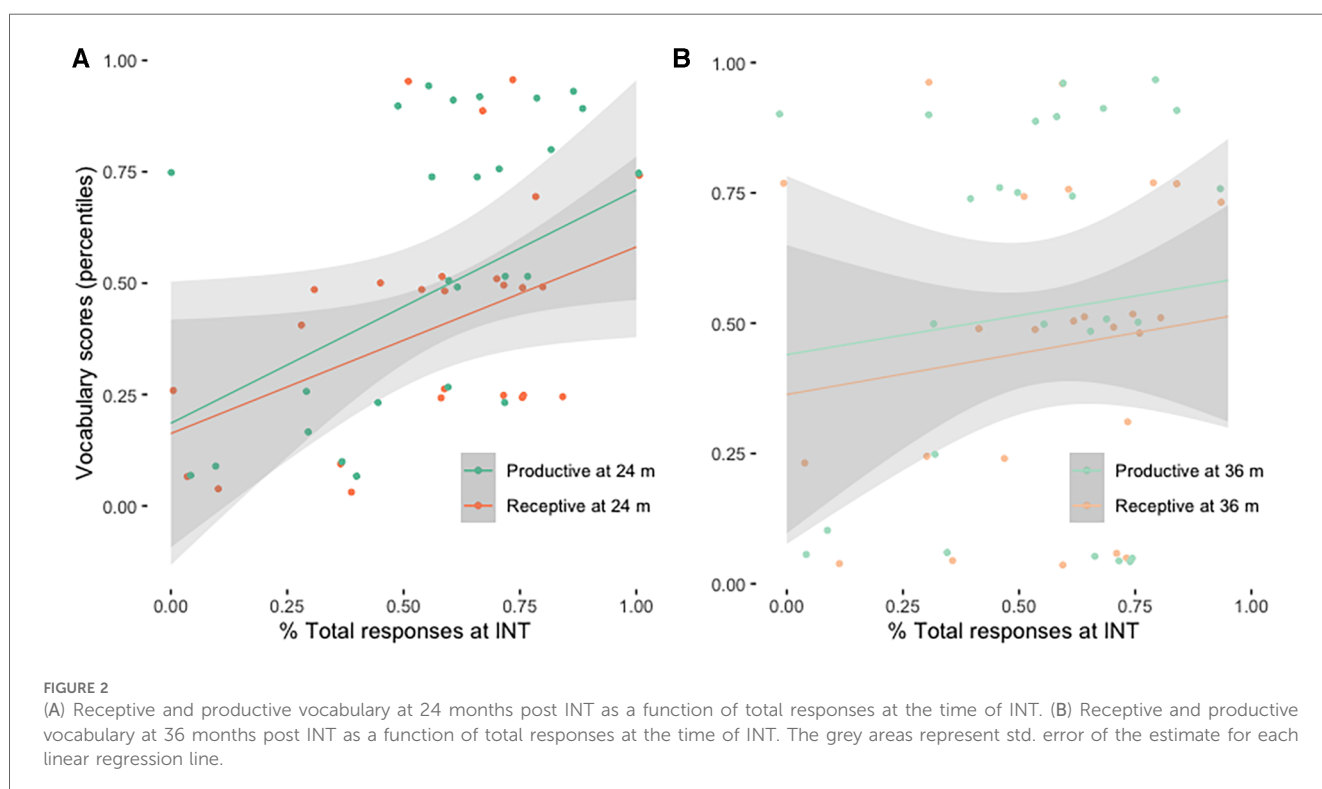 A
B
1.00
0.75
0.50
0.25
0.00
Vocabulary scores (percentiles)
Productive at 24 m
Receptive at 24 m
0.00 0.25 0.50 0.75 1.00
% Total responses at INT
1.00
0.75
0.50
0.25
0.00
Productive at 36 m
Receptive at 36 m
0.00 0.25 0.50 0.75 1.00
% Total responses at INT
FIGURE 2
(A) Receptive and productive vocabulary at 24 months post INT as a function of total responses at the time of INT. (B) Receptive and productive
vocabulary at 36 months post INT as a function of total responses at the time of INT. The grey areas represent std. error of the estimate for each
linear regression line.